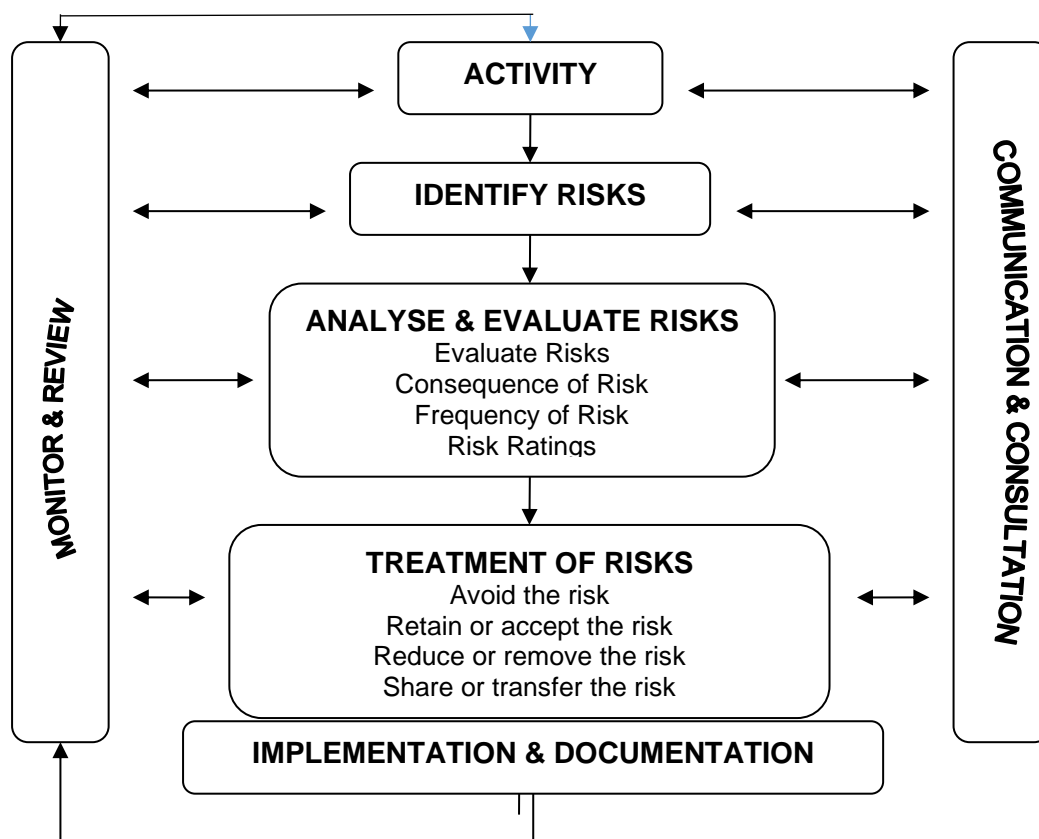 ACTIVITY
IDENTIFY RISKS
ANALYSE & EVALUATE RISKS
Evaluate Risks
Consequence of Risk
Frequency of Risk
Risk Ratings
TREATMENT OF RISKS
Avoid the risk
Retain or accept the risk
Reduce or remove the risk
Share or transfer the risk
IMPLEMENTATION & DOCUMENTATION
MONITOR & REVIEW
COMMUNICATION & CONSULTATION